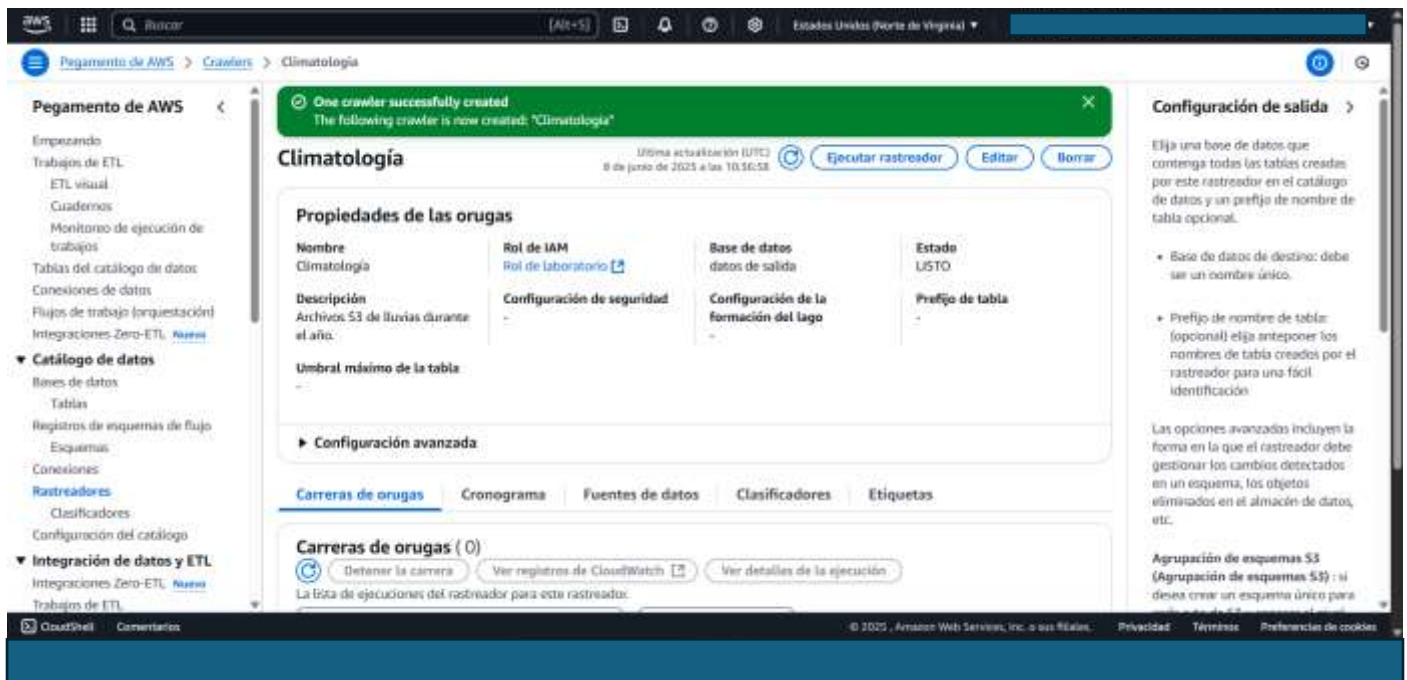 aws
Buscar
[Alt+S]
Estados Unidos (Norte de Virginia)
Pegamento de AWS > Crawlers > Climatología
Pegamento de AWS
Empezando
Trabajos de ETL
ETL visual
Cuadernos
Monitoreo de ejecución de
trabajos
Tablas del catálogo de datos
Conexiones de datos
Flujos de trabajo (orquestación)
Integraciones Zero-ETL Nuevo
Catálogo de datos
Bases de datos
Tablas
Registros de esquemas de flujo
Esquemas
Conexiones
Rastreadores
Clasificadores
Configuración del catálogo
Integración de datos y ETL
Integraciones Zero-ETL Nuevo
Trabajos de ETL
One crawler successfully created
The following crawler is now created: "Climatologia"
Climatología
Última actualización (UTC)
8 de junio de 2025 a las 10:56:58
Ejecutar rastreador
Editar
Borrar
Propiedades de las orugas
Nombre
Climatología
Rol de IAM
Rol de laboratorio
Base de datos
datos de salida
Estado
LISTO
Descripción
Archivos S3 de lluvias durante
el año.
Configuración de seguridad
-
Configuración de la
formación del lago
-
Prefijo de tabla
-
Umbral máximo de la tabla
-
Configuración avanzada
Carreras de orugas
Cronograma
Fuentes de datos
Clasificadores
Etiquetas
Carreras de orugas ( 0)
Detener la carrera
Ver registros de CloudWatch
Ver detalles de la ejecución
La lista de ejecuciones del rastreador para este rastreador.
Configuración de salida
Elija una base de datos que
contenga todas las tablas creadas
por este rastreador en el catálogo
de datos y un prefijo de nombre de
tabla opcional.
• Base de datos de destino: debe
ser un nombre único.
• Prefijo de nombre de tabla:
(opcional) elija anteponer los
nombres de tabla creados por el
rastreador para una fácil
identificación
Las opciones avanzadas incluyen la
forma en la que el rastreador debe
gestionar los cambios detectados
en un esquema, los objetos
eliminados en el almacén de datos,
etc.
Agrupación de esquemas S3
(Agrupación de esquemas S3) : si
desea crear un esquema único para
CloudShell
Comentarios
© 2025 , Amazon Web Services, Inc. o sus filiales.
Privacidad
Términos
Preferencias de cookies